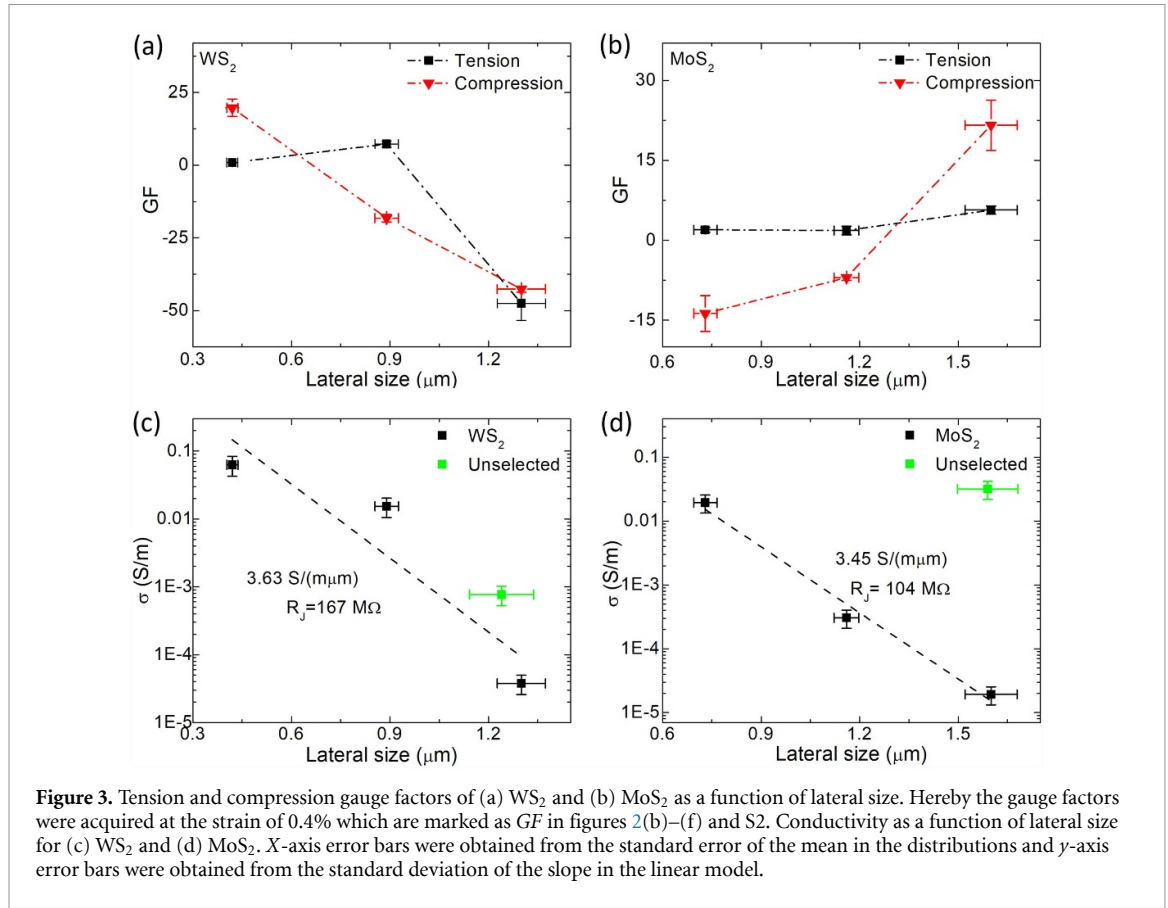 (a)
WS2
Tension
Compression
25
0
-25
-50
GF
0.3 0.6 0.9 1.2
Lateral size (μm)
(b)
MoS2
Tension
Compression
30
15
0
-15
GF
0.6 0.9 1.2 1.5
Lateral size (μm)
(c)
WS2
Unselected
0.1
0.01
1E-3
1E-4
1E-5
σ (S/m)
3.63 S/(mμm)
RJ=167 MΩ
0.3 0.6 0.9 1.2
Lateral size (μm)
(d)
MoS2
Unselected
0.1
0.01
1E-3
1E-4
1E-5
σ (S/m)
3.45 S/(mμm)
RJ= 104 MΩ
0.6 0.9 1.2 1.5
Lateral size (μm)
Figure 3. Tension and compression gauge factors of (a) WS2 and (b) MoS2 as a function of lateral size. Hereby the gauge factors
were acquired at the strain of 0.4% which are marked as GF in figures 2(b)–(f) and S2. Conductivity as a function of lateral size
for (c) WS2 and (d) MoS2. X-axis error bars were obtained from the standard error of the mean in the distributions and y-axis
error bars were obtained from the standard deviation of the slope in the linear model.